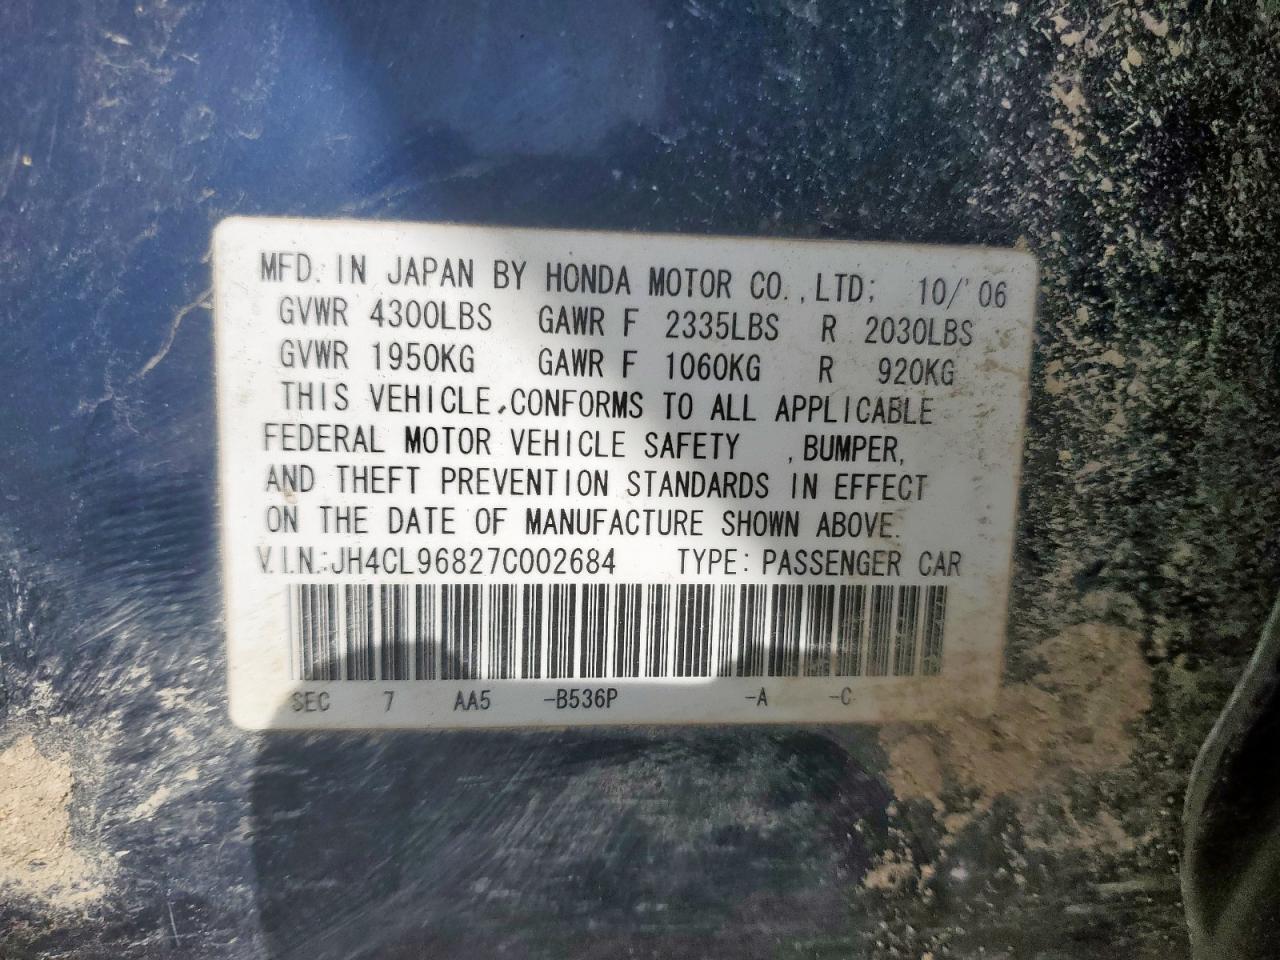 MFD. IN JAPAN BY HONDA MOTOR CO.,LTD; 10/'06
GVWR 4300LBS GAWR F 2335LBS R 2030LBS
GVWR 1950KG GAWR F 1060KG R 920KG
THIS VEHICLE CONFORMS TO ALL APPLICABLE
FEDERAL MOTOR VEHICLE SAFETY , BUMPER,
AND THEFT PREVENTION STANDARDS IN EFFECT
ON THE DATE OF MANUFACTURE SHOWN ABOVE.
V.I.N.:JH4CL96827C002684 TYPE: PASSENGER CAR
SEC 7 AA5 -B536P -A -C